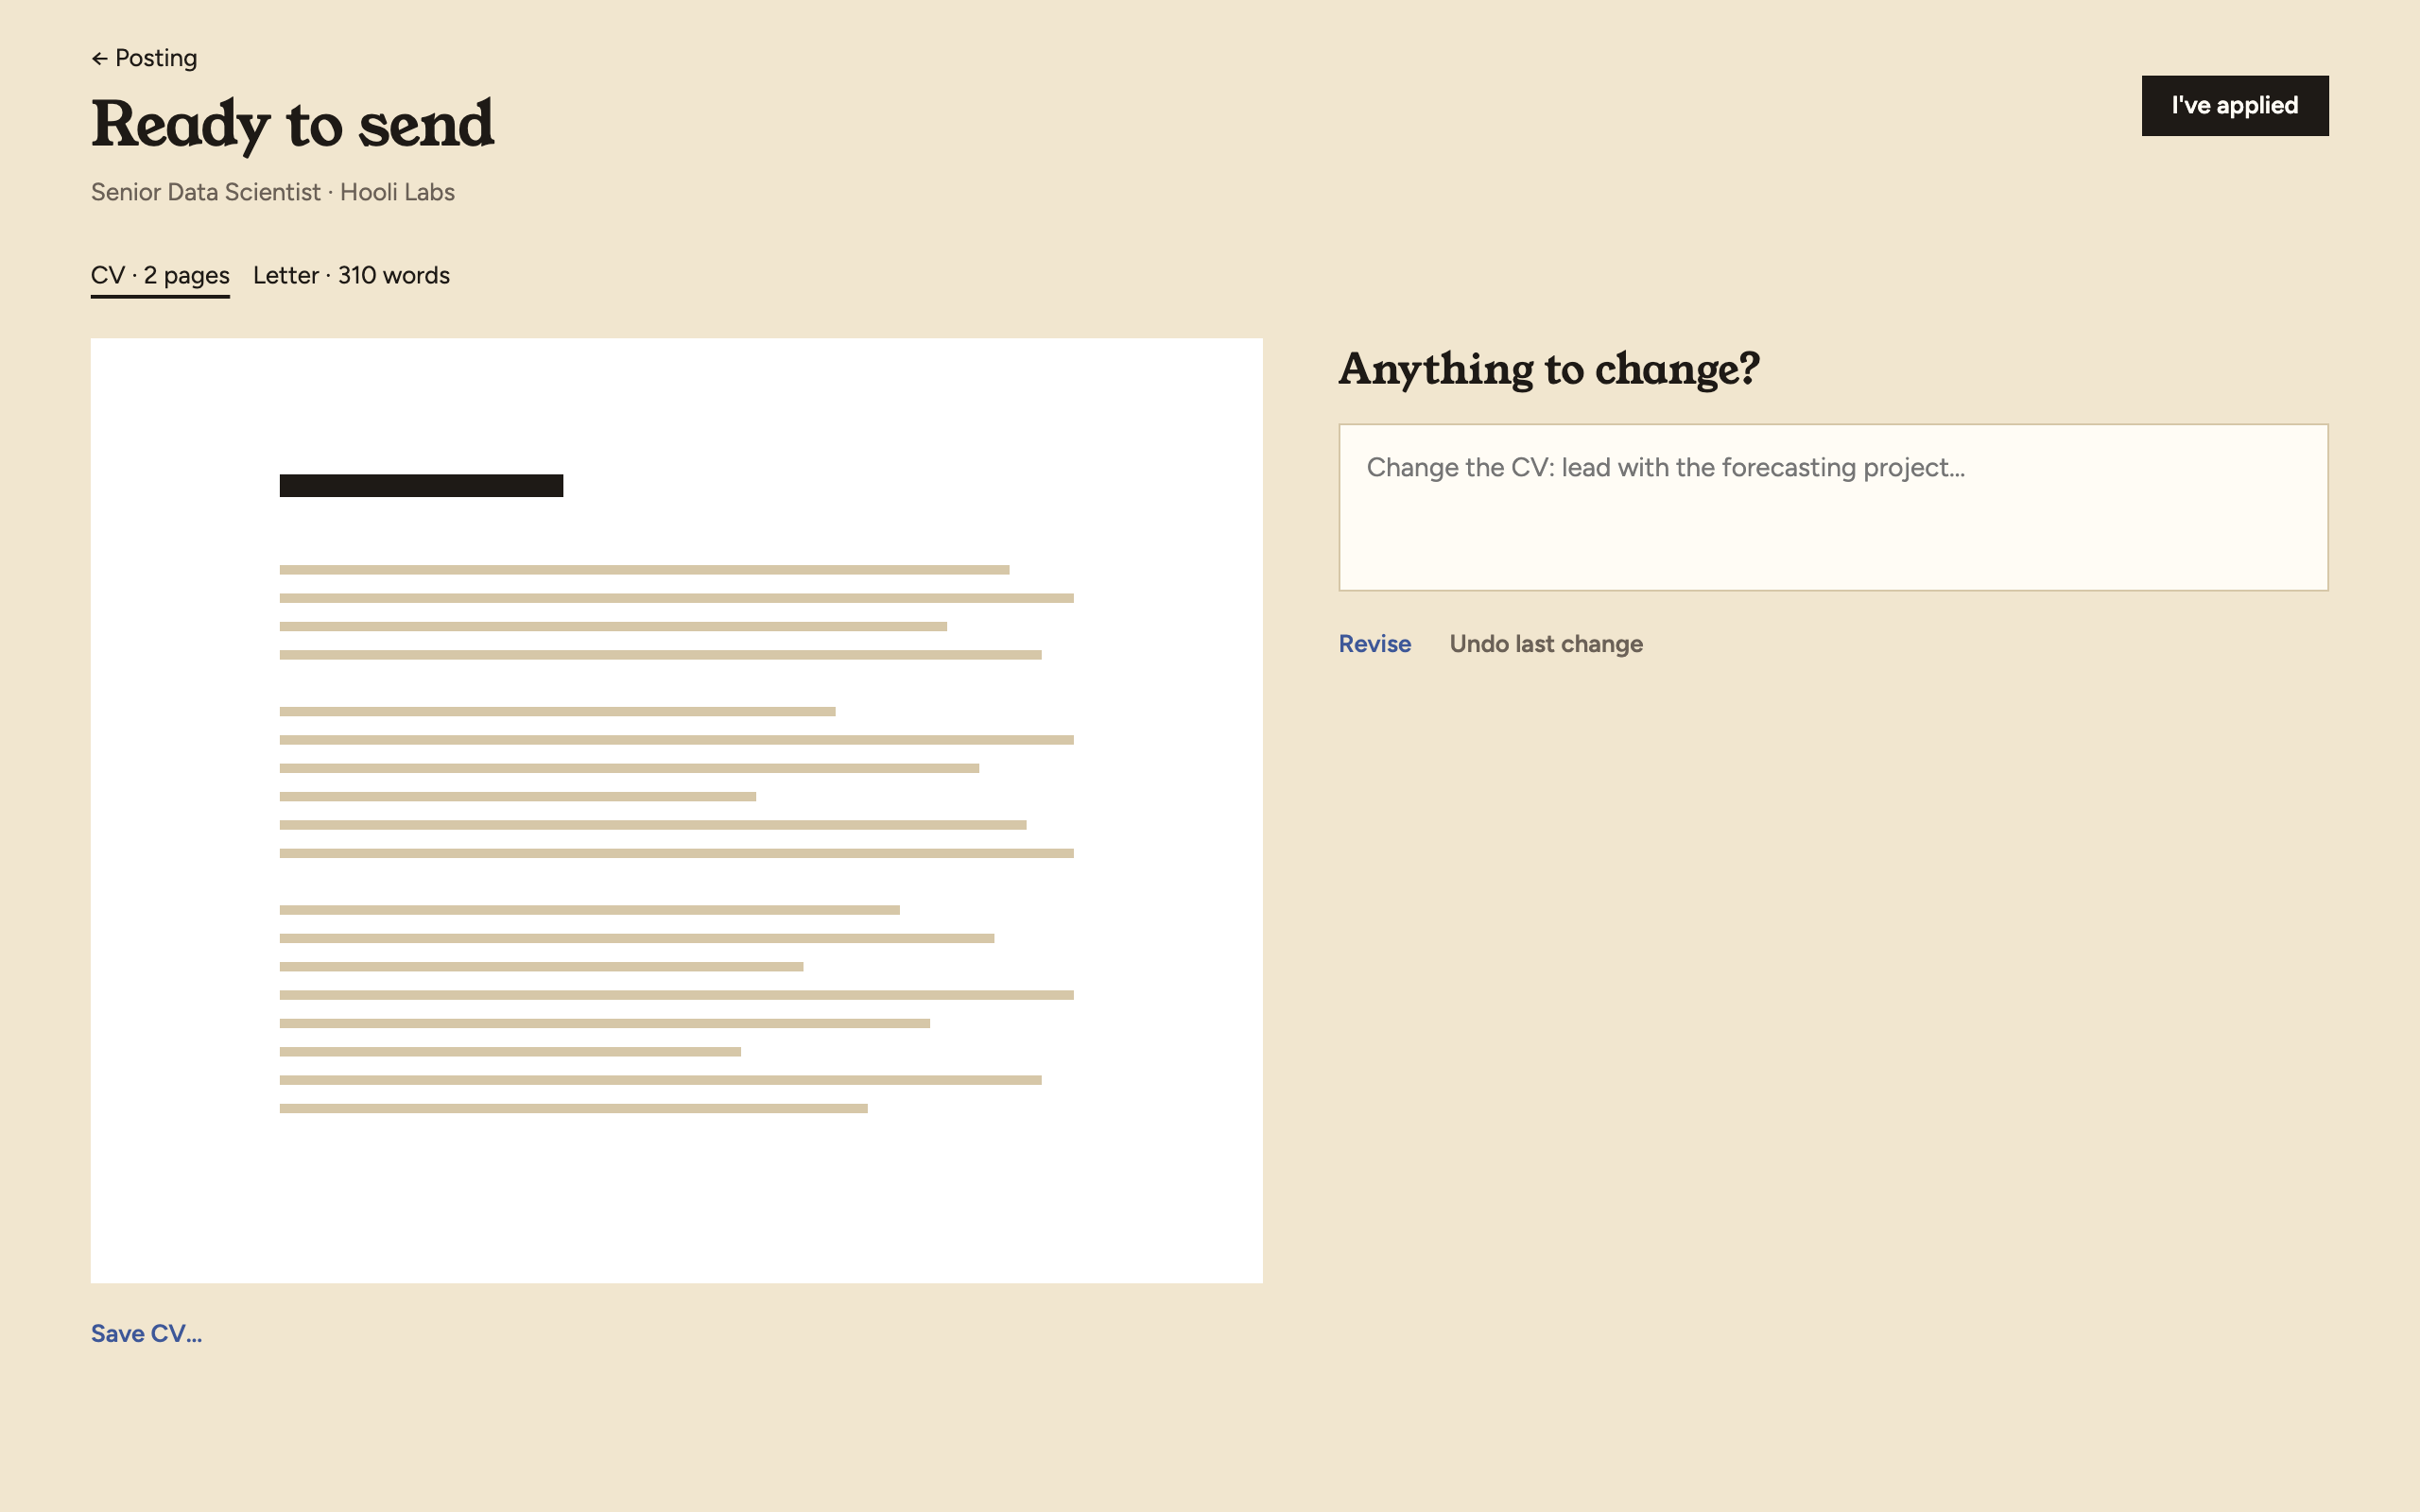 ← Posting
Ready to send
I've applied
Senior Data Scientist · Hooli Labs
CV · 2 pages
Letter · 310 words
Anything to change?
Change the CV: lead with the forecasting project...
Revise
Undo last change
Save CV...